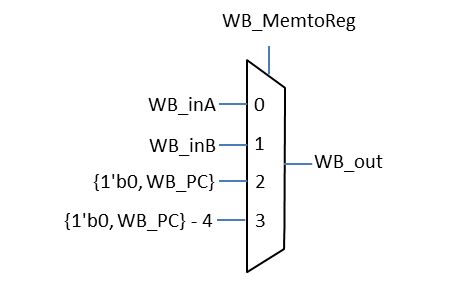 WB_MemtoReg
WB_inA 0
WB_inB 1
{1'b0, WB_PC} 2
{1'b0, WB_PC} - 4 3
WB_out